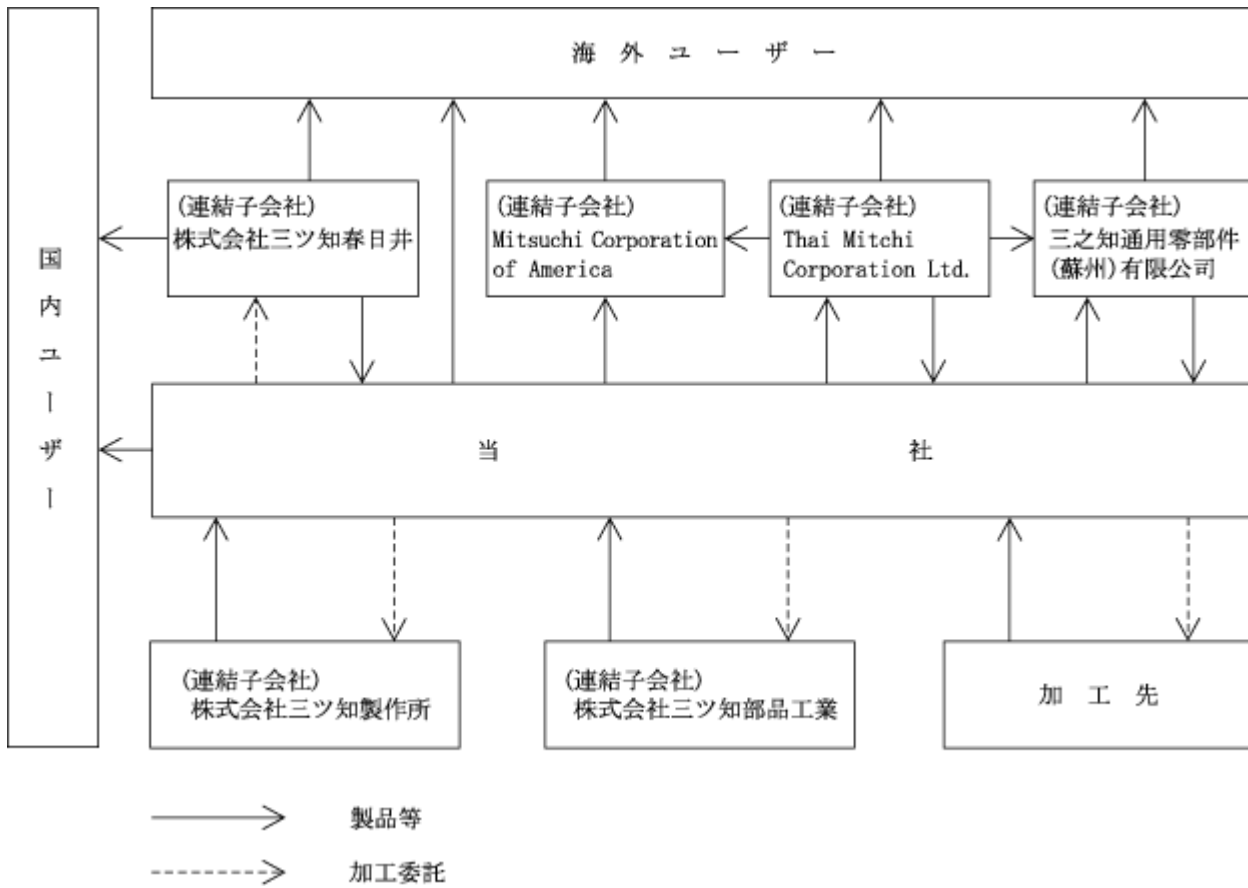 海外ユーザー
国内ユーザー
(連結子会社)
株式会社三ツ知春日井
(連結子会社)
Mitsuchi Corporation
of America
(連結子会社)
Thai Mitchi
Corporation Ltd.
(連結子会社)
三之知通用零部件
(蘇州)有限公司
当社
(連結子会社)
株式会社三ツ知製作所
(連結子会社)
株式会社三ツ知部品工業
加工先
製品等
加工委託